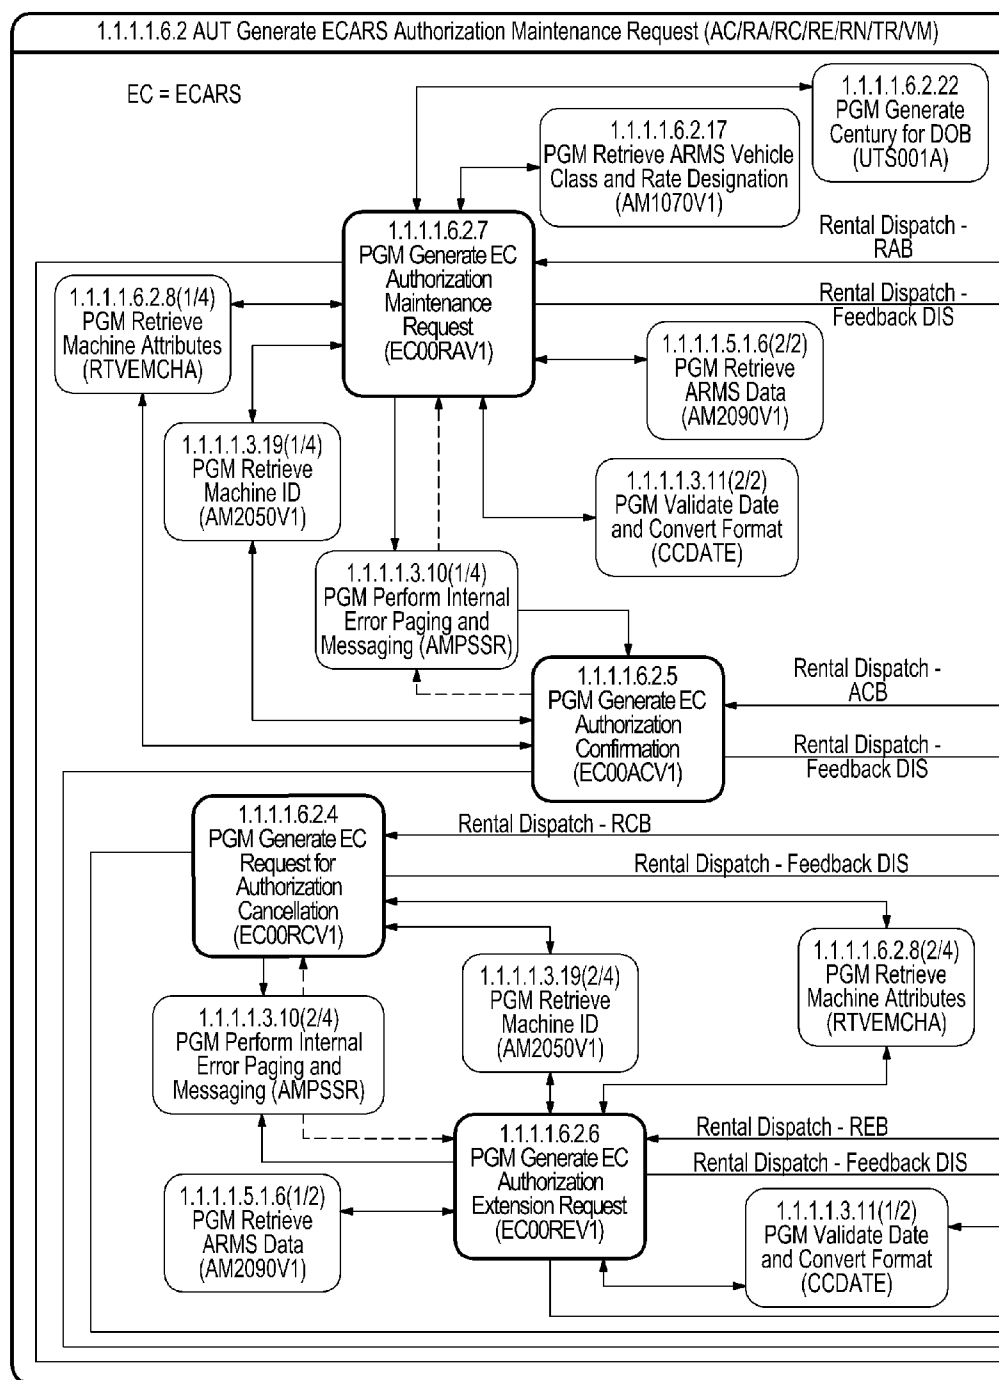 1.1.1.1.6.2 AUT Generate ECARS Authorization Maintenance Request (AC/RA/RC/RE/RN/TR/VM)
EC = ECARS
1.1.1.1.6.2.22
PGM Generate
Century for DOB
(UTS001A)
1.1.1.1.6.2.17
PGM Retrieve ARMS Vehicle
Class and Rate Designation
(AM1070V1)
1.1.1.1.6.2.7
PGM Generate EC
Authorization
Maintenance
Request
(EC00RAV1)
Rental Dispatch -
RAB
Rental Dispatch -
Feedback DIS
1.1.1.1.6.2.8(1/4)
PGM Retrieve
Machine Attributes
(RTVEMCHA)
1.1.1.1.5.1.6(2/2)
PGM Retrieve
ARMS Data
(AM2090V1)
1.1.1.1.3.19(1/4)
PGM Retrieve
Machine ID
(AM2050V1)
1.1.1.1.3.11(2/2)
PGM Validate Date
and Convert Format
(CCDATE)
1.1.1.1.3.10(1/4)
PGM Perform Internal
Error Paging and
Messaging (AMPSSR)
1.1.1.1.6.2.5
PGM Generate EC
Authorization
Confirmation
(EC00ACV1)
Rental Dispatch -
ACB
Rental Dispatch -
Feedback DIS
1.1.1.1.6.2.4
PGM Generate EC
Request for
Authorization
Cancellation
(EC00RCV1)
Rental Dispatch - RCB
Rental Dispatch - Feedback DIS
1.1.1.1.3.19(2/4)
PGM Retrieve
Machine ID
(AM2050V1)
1.1.1.1.6.2.8(2/4)
PGM Retrieve
Machine Attributes
(RTVEMCHA)
1.1.1.1.3.10(2/4)
PGM Perform Internal
Error Paging and
Messaging (AMPSSR)
1.1.1.1.6.2.6
PGM Generate EC
Authorization
Extension Request
(EC00REV1)
Rental Dispatch - REB
Rental Dispatch - Feedback DIS
1.1.1.1.5.1.6(1/2)
PGM Retrieve
ARMS Data
(AM2090V1)
1.1.1.1.3.11(1/2)
PGM Validate Date
and Convert Format
(CCDATE)